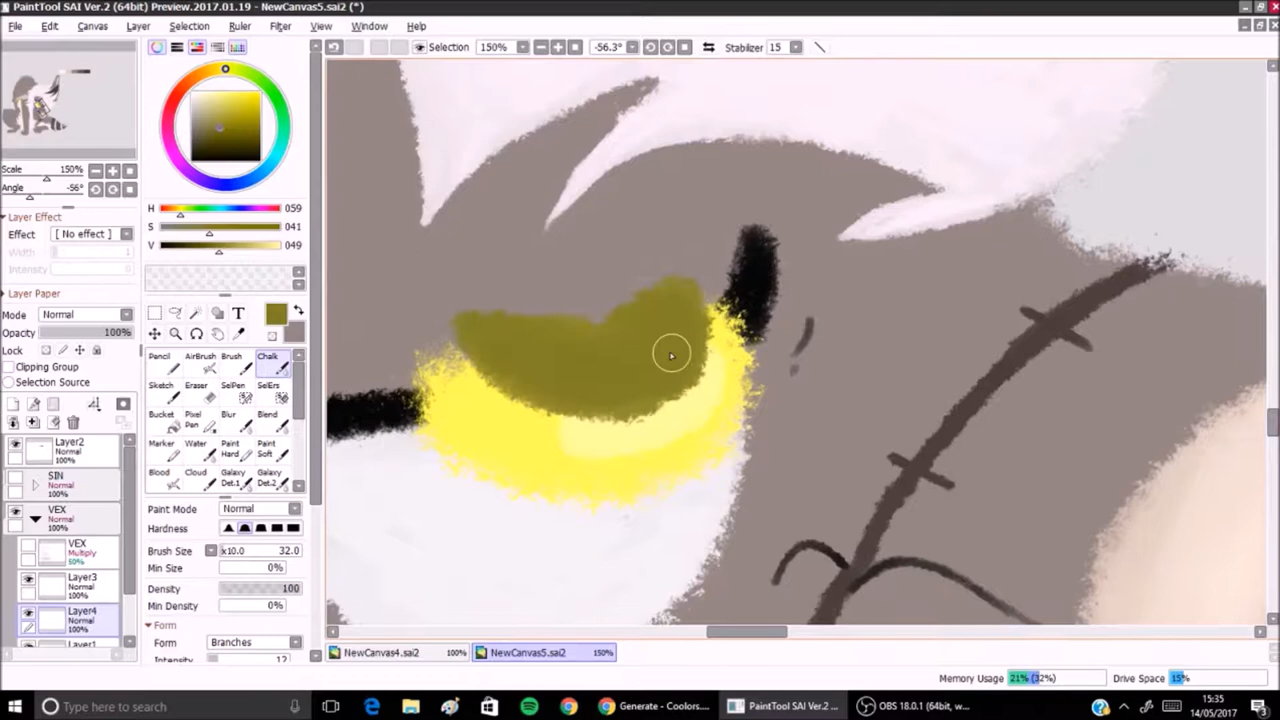 PaintTool SAI Ver.2 (64bit) Preview.2017.01.19 - NewCanvas5.sai2 (*)
File Edit Canvas Layer Selection Ruler Filter View Window Help
Selection 150% -56.3° Stabilizer 15
Scale 150%
Angle -56°
Layer Effect
Effect [ No effect ]
Width 1
Intensity
Layer Paper
Mode Normal
Opacity 100%
Lock
Clipping Group
Selection Source
Layer2
Normal
100%
SIN
Normal
100%
VEX
Normal
100%
VEX
Multiply
50%
Layer3
Normal
100%
Layer4
Normal
100%
Layer1
H 059
S 041
V 049
T
Pencil AirBrush Brush Chalk
Sketch Eraser SelPen SelErs
Bucket Pixel Pen Blur Blend
Marker Water Paint Hard Paint Soft
Blood Cloud Galaxy Det.1 Galaxy Det.2
Paint Mode Normal
Hardness
Brush Size x10.0 32.0
Min Size 0%
Density 100
Min Density 0%
Form
Form Branches
Intensity 12
NewCanvas4.sai2 100% NewCanvas5.sai2 150%
Memory Usage 21% (32%) Drive Space 15%
Type here to search
Generate - Coolors.... PaintTool SAI Ver.2 ... OBS 18.0.1 (64bit, w...
15:35
14/05/2017
3